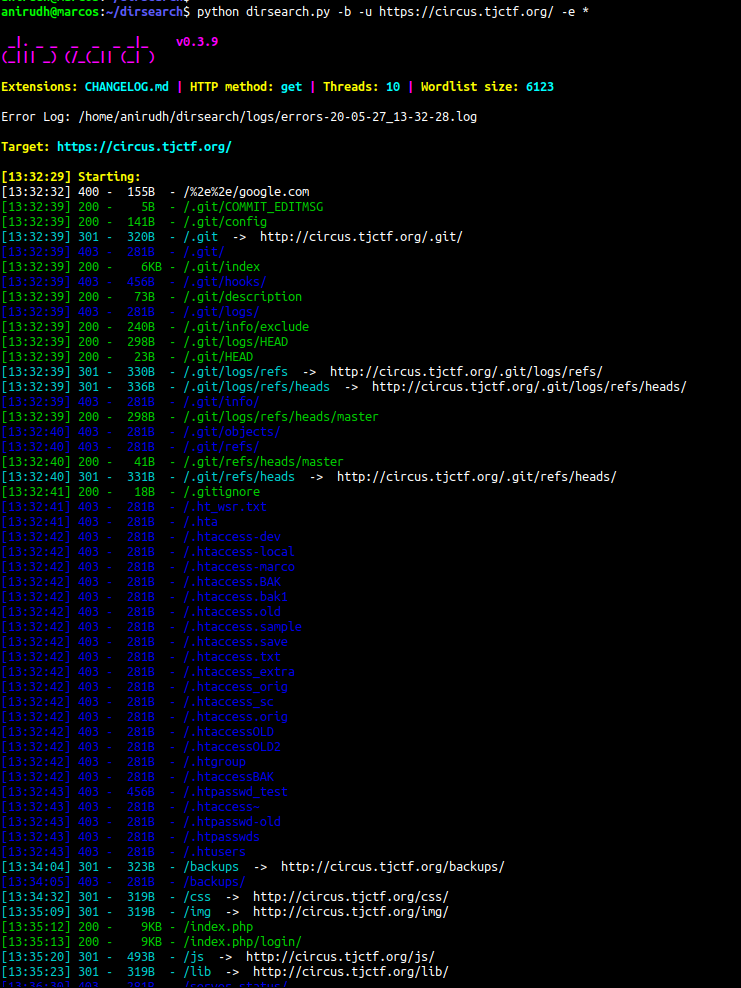 anirudh@marcos:~/dirsearch$ python dirsearch.py -b -u https://circus.tjctf.org/ -e *
_|. _ _  _  _  _ _|_    v0.3.9
(_||| _) (/_(_|| (_| )
Extensions: CHANGELOG.md | HTTP method: get | Threads: 10 | Wordlist size: 6123
Error Log: /home/anirudh/dirsearch/logs/errors-20-05-27_13-32-28.log
Target: https://circus.tjctf.org/
[13:32:29] Starting:
[13:32:32] 400 -  155B  - /%2e%2e/google.com
[13:32:39] 200 -    5B  - /.git/COMMIT_EDITMSG
[13:32:39] 200 -  141B  - /.git/config
[13:32:39] 301 -  320B  - /.git  ->  http://circus.tjctf.org/.git/
[13:32:39] 403 -  281B  - /.git/
[13:32:39] 200 -    6KB - /.git/index
[13:32:39] 403 -  456B  - /.git/hooks/
[13:32:39] 200 -   73B  - /.git/description
[13:32:39] 403 -  281B  - /.git/logs/
[13:32:39] 200 -  240B  - /.git/info/exclude
[13:32:39] 200 -  298B  - /.git/logs/HEAD
[13:32:39] 200 -   23B  - /.git/HEAD
[13:32:39] 301 -  330B  - /.git/logs/refs  ->  http://circus.tjctf.org/.git/logs/refs/
[13:32:39] 301 -  336B  - /.git/logs/refs/heads  ->  http://circus.tjctf.org/.git/logs/refs/heads/
[13:32:39] 403 -  281B  - /.git/info/
[13:32:39] 200 -  298B  - /.git/logs/refs/heads/master
[13:32:40] 403 -  281B  - /.git/objects/
[13:32:40] 403 -  281B  - /.git/refs/
[13:32:40] 200 -   41B  - /.git/refs/heads/master
[13:32:40] 301 -  331B  - /.git/refs/heads  ->  http://circus.tjctf.org/.git/refs/heads/
[13:32:41] 200 -   18B  - /.gitignore
[13:32:41] 403 -  281B  - /.ht_wsr.txt
[13:32:41] 403 -  281B  - /.hta
[13:32:42] 403 -  281B  - /.htaccess-dev
[13:32:42] 403 -  281B  - /.htaccess-local
[13:32:42] 403 -  281B  - /.htaccess-marco
[13:32:42] 403 -  281B  - /.htaccess.BAK
[13:32:42] 403 -  281B  - /.htaccess.bak1
[13:32:42] 403 -  281B  - /.htaccess.old
[13:32:42] 403 -  281B  - /.htaccess.sample
[13:32:42] 403 -  281B  - /.htaccess.save
[13:32:42] 403 -  281B  - /.htaccess.txt
[13:32:42] 403 -  281B  - /.htaccess_extra
[13:32:42] 403 -  281B  - /.htaccess_orig
[13:32:42] 403 -  281B  - /.htaccess_sc
[13:32:42] 403 -  281B  - /.htaccess.orig
[13:32:42] 403 -  281B  - /.htaccessOLD
[13:32:42] 403 -  281B  - /.htaccessOLD2
[13:32:42] 403 -  281B  - /.htgroup
[13:32:42] 403 -  281B  - /.htaccessBAK
[13:32:43] 403 -  456B  - /.htpasswd_test
[13:32:43] 403 -  281B  - /.htaccess~
[13:32:43] 403 -  281B  - /.htpasswd-old
[13:32:43] 403 -  281B  - /.htpasswds
[13:32:43] 403 -  281B  - /.htusers
[13:34:04] 301 -  323B  - /backups  ->  http://circus.tjctf.org/backups/
[13:34:05] 403 -  281B  - /backups/
[13:34:32] 301 -  319B  - /css  ->  http://circus.tjctf.org/css/
[13:35:09] 301 -  319B  - /img  ->  http://circus.tjctf.org/img/
[13:35:12] 200 -    9KB - /index.php
[13:35:13] 200 -    9KB - /index.php/login/
[13:35:20] 301 -  493B  - /js  ->  http://circus.tjctf.org/js/
[13:35:23] 301 -  319B  - /lib  ->  http://circus.tjctf.org/lib/